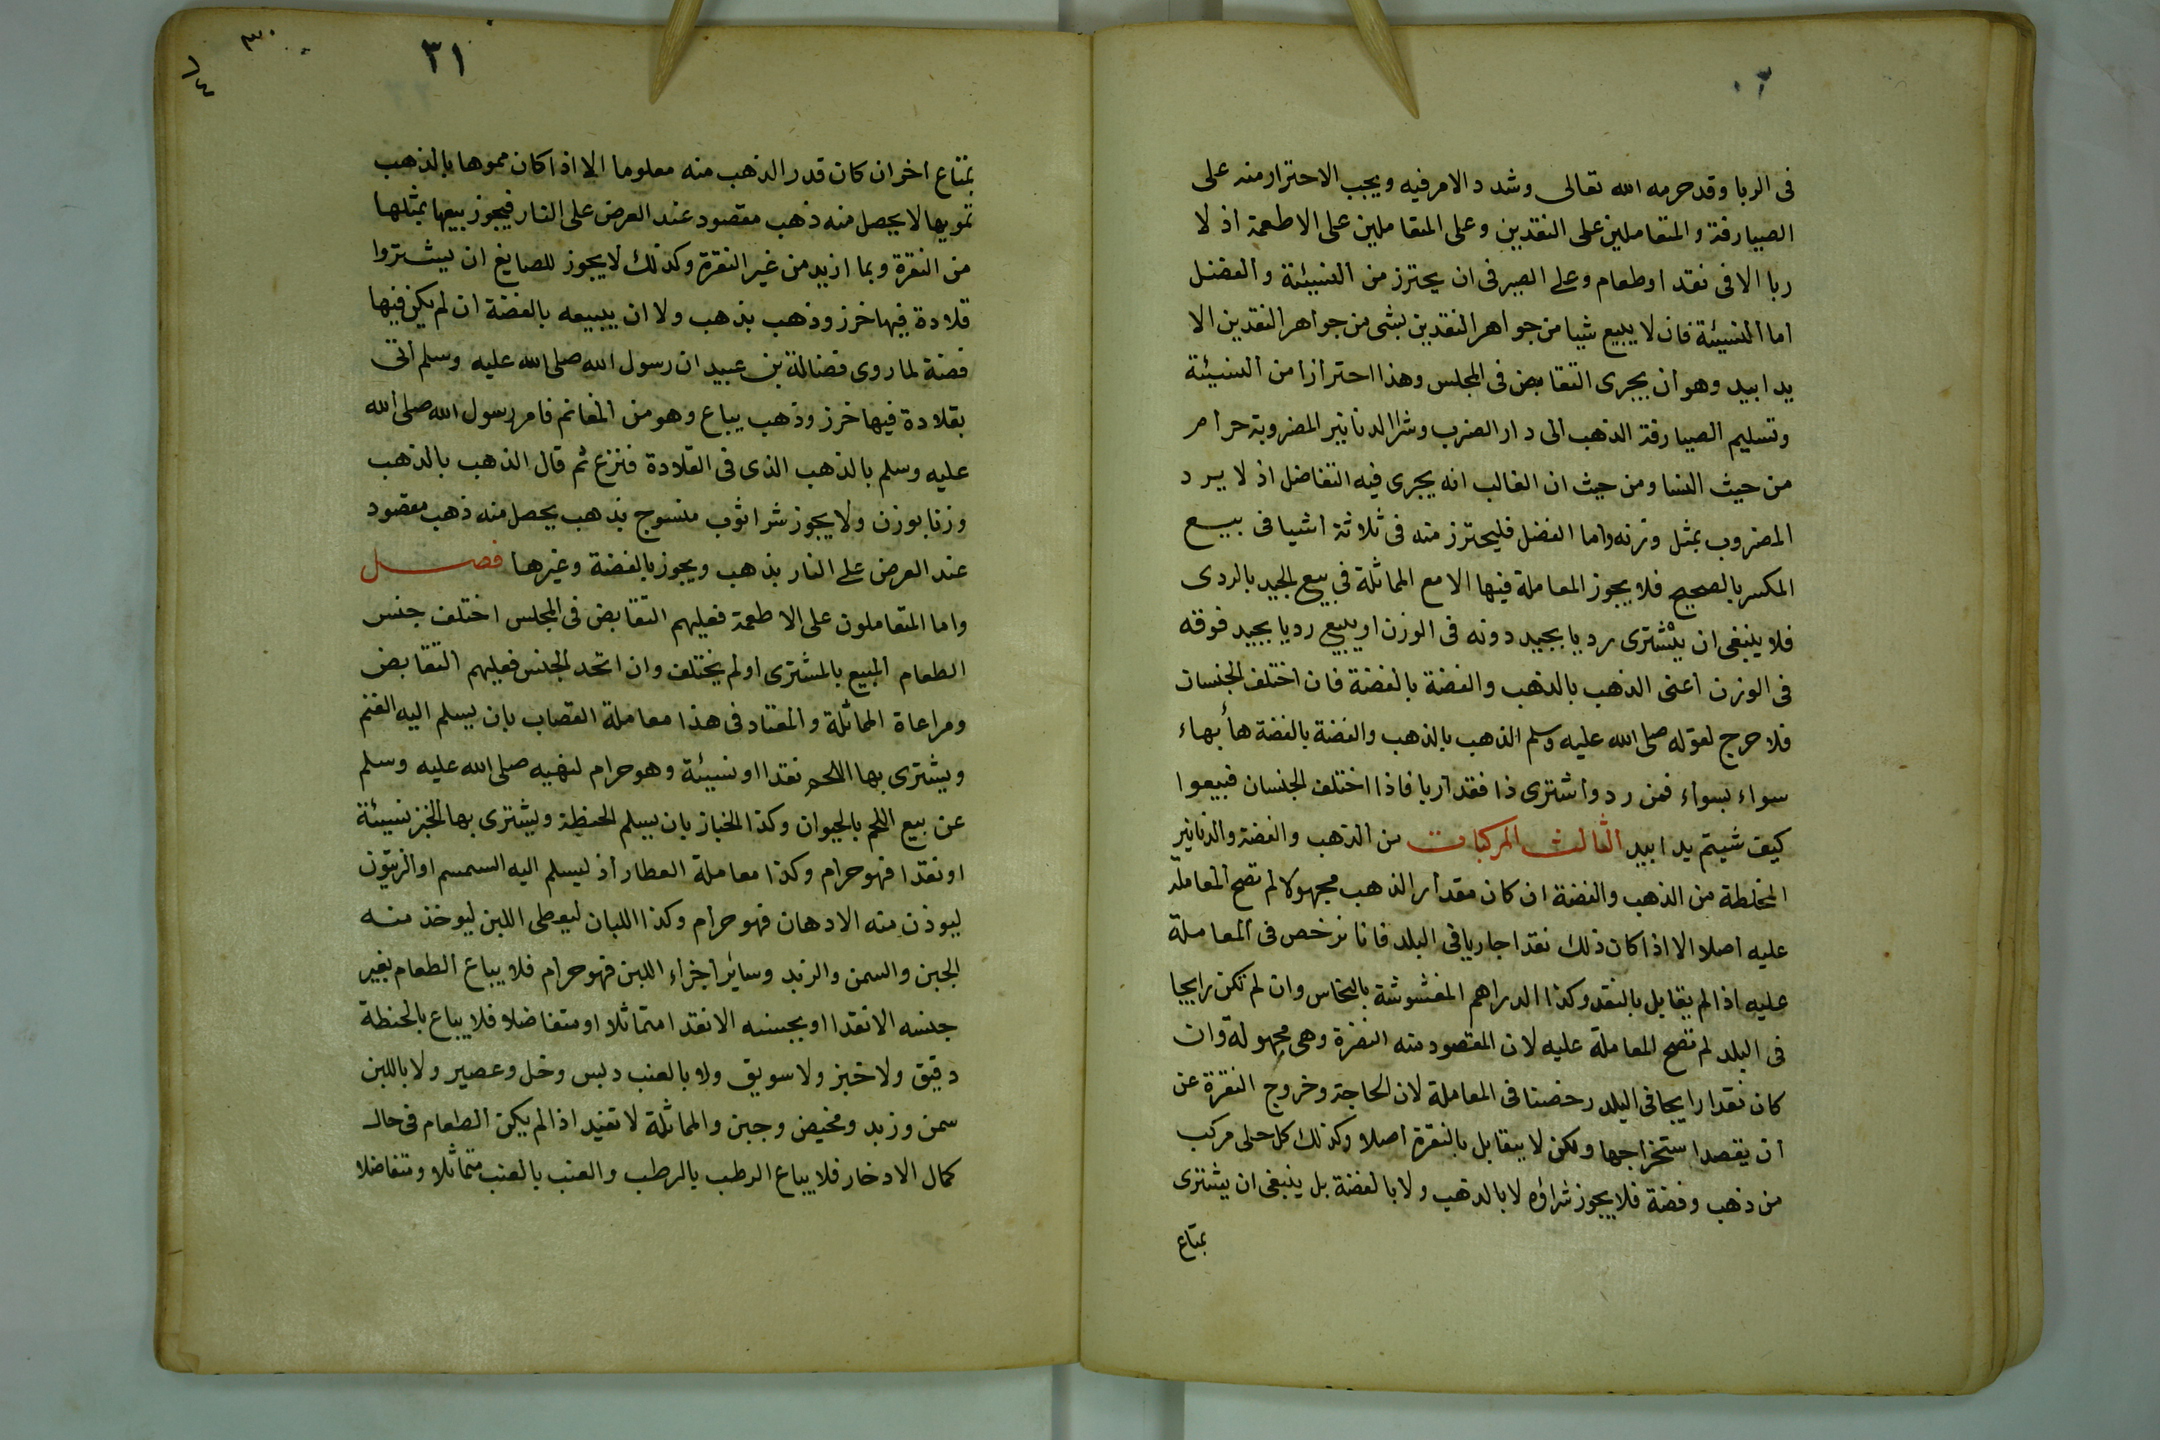 فى الربا وقد حرمه الله تعالى وشدد الامر فيه ويجب الاحتراز منه على
الصيارفة والمتعاملين على النقدين وعلى المتعاملين على الاطعمة اذ لا
ربا الا فى نقد او طعام وعلى الصيرفى ان يحترز من النسيئة والفضل
اما النسيئة فان لا يبيع شيا من جواهر النقدين بشى من جواهر النقدين الا
يدا بيد وهو ان يجرى التقابض فى المجلس وهذا احترازا من النسيئة
وتسليم الصيارفة الذهب الى دار الضرب وشرا الدنانير المضروبة حرام
من حيث النسا ومن حيث ان الغالب انه يجرى فيه التفاضل اذ لا يرد
المضروب بمثل وزنه واما الفضل فليحترز منه فى ثلاثة اشيا فى بيع
المكسر بالصحيح فلا يجوز المعاملة فيها الا مع المماثلة فى بيع الجيد بالردى
فلا ينبغى ان يشترى رديا بجيد دونه فى الوزن او يبيع رديا بجيد فوقه
فى الوزن اعنى الذهب بالذهب والفضة بالفضة فان اختلف الجنسان
فلا حرج لقوله صلى الله عليه وسلم الذهب بالذهب والفضة بالفضة هأ بهاء
سواء بسواء فمن رد واشترى ذا فقد اربا فاذا اختلف الجنسان فبيعوا
كيف شيتم يدا بيد الثالث المركبات من الذهب والفضة والدنانير
المخلطة من الذهب والفضة ان كان مقدار الذهب مجهولا لم تصح المعاملة
عليه اصلا الا اذا كان ذلك نقدا جاريا فى البلد فانا نرخص فى المعاملة
عليه اذا لم يقابل بالنقد وكذا الدراهم المغشوشة بالنحاس وان لم تكن رايجا
فى البلد لم تصح المعاملة عليه لان المقصود منه النقرة وهى مجهولة وان
كان نقدا رايجا فى البلد رخصنا فى المعاملة لان الحاجة وخروج النقرة عن
ان يقصد استخراجها ولكن لا يقابل بالنقرة اصلا وكذلك كل حلى مركب
من ذهب وفضة فلا يجوز شراؤه لا بالذهب ولا بالفضة بل ينبغى ان يشترى
بمتاع
٣١
٣٠
بمتاع اخر ان كان قدر الذهب منه معلوما الا اذا كان مموها بالذهب
تمويها لا يحصل منه ذهب مقصود عند العرض على النار فيجوز بيعها بمثلها
من النقرة وبما ازيد من غير النقرة وكذلك لا يجوز للصايغ ان يشتروا
قلادة فيها خرز وذهب بذهب ولا ان يبيعه بالفضة ان لم يكن فيها
فضة لما روى فضالة بن عبيد ان رسول الله صلى الله عليه وسلم اتى
بقلادة فيها خرز وذهب يباع وهو من المغانم فامر رسول الله صلى الله
عليه وسلم بالذهب الذى فى القلادة فنزع ثم قال الذهب بالذهب
وزنا بوزن ولا يجوز شرا ثوب منسوج بذهب يحصل منه ذهب مقصود
عند العرض على النار بذهب ويجوز بالفضة وغيرها فصل
واما المتعاملون على الاطعمة فعليهم التقابض فى المجلس اختلف جنس
الطعام المبيع بالمشترى او لم يختلف وان اتحد الجنس فعليهم التقابض
ومراعاة المماثلة والمعتاد فى هذا معاملة القصاب بان يسلم اليه الغنم
ويشترى بها اللحم نقدا او نسيئة وهو حرام لنهيه صلى الله عليه وسلم
عن بيع اللحم بالحيوان وكذا الخباز بان يسلم الحنطة ويشترى بها الخبز نسيئة
او نقدا فهو حرام وكذا معاملة العطار اذ ليسلم اليه السمسم او الزيتون
ليوذن منه الادهان فهو حرام وكذا اللبان ليعطى اللبن ليوخذ منه
الجبن والسمن والزبد وساير اجزاء اللبن فهو حرام فلا يباع الطعام بغير
جنسه الا نقدا او بجنسه الا نقدا متماثلا او متفاضلا فلا يباع بالحنطة
دقيق ولا خبز ولا سويق ولا بالعنب دبس وخل وعصير ولا باللبن
سمن وزبد ومخيض وجبن والمماثلة لا تفيد اذا لم يكن الطعام فى حال
كمال الادخار فلا يباع الرطب بالرطب والعنب بالعنب متماثلا ومتفاضلا